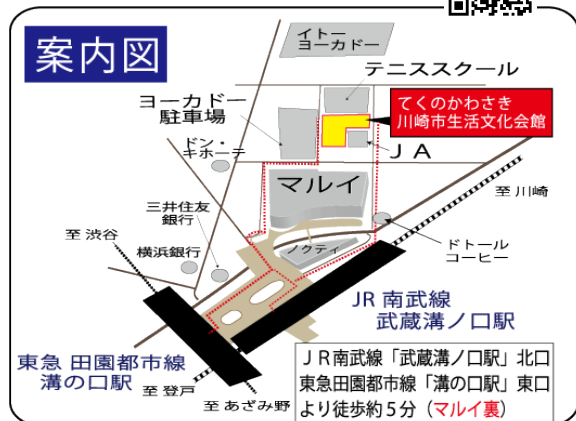 案内図
イトー
ヨーカドー
テニススクール
ヨーカドー
駐車場
てくのかわさき
川崎市生活文化会館
ドン・
キホーテ
JA
マルイ
至 川崎
三井住友
銀行
至 渋谷
横浜銀行
ノクティ
ドトール
コーヒー
JR 南武線
武蔵溝ノ口駅
東急 田園都市線
溝の口駅
至 登戸
至 あざみ野
JR南武線「武蔵溝ノ口駅」北口
東急田園都市線「溝の口駅」東口
より徒歩約5分（マルイ裏）